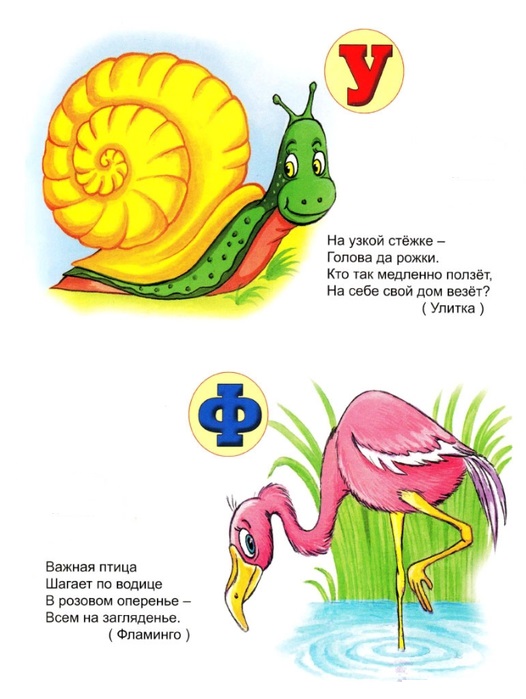 У
На узкой стёжке –
Голова да рожки.
Кто так медленно ползёт,
На себе свой дом везёт?
( Улитка )
Ф
Важная птица
Шагает по водице
В розовом оперенье –
Всем на загляденье.
( Фламинго )